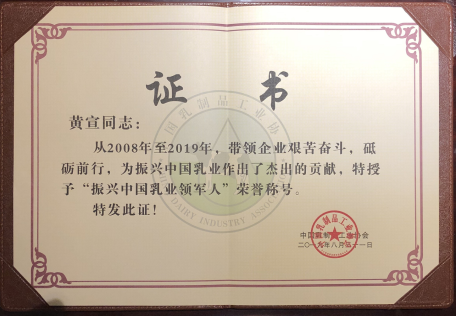 证书
黄宣同志：
从2008年至2019年，带领企业艰苦奋斗，砥
砺前行，为振兴中国乳业作出了杰出的贡献，特授
予“振兴中国乳业领军人”荣誉称号。
特发此证！
中国乳制品工业协会
二〇一九年八月三十一日
DAIRY INDUSTRY ASSOC